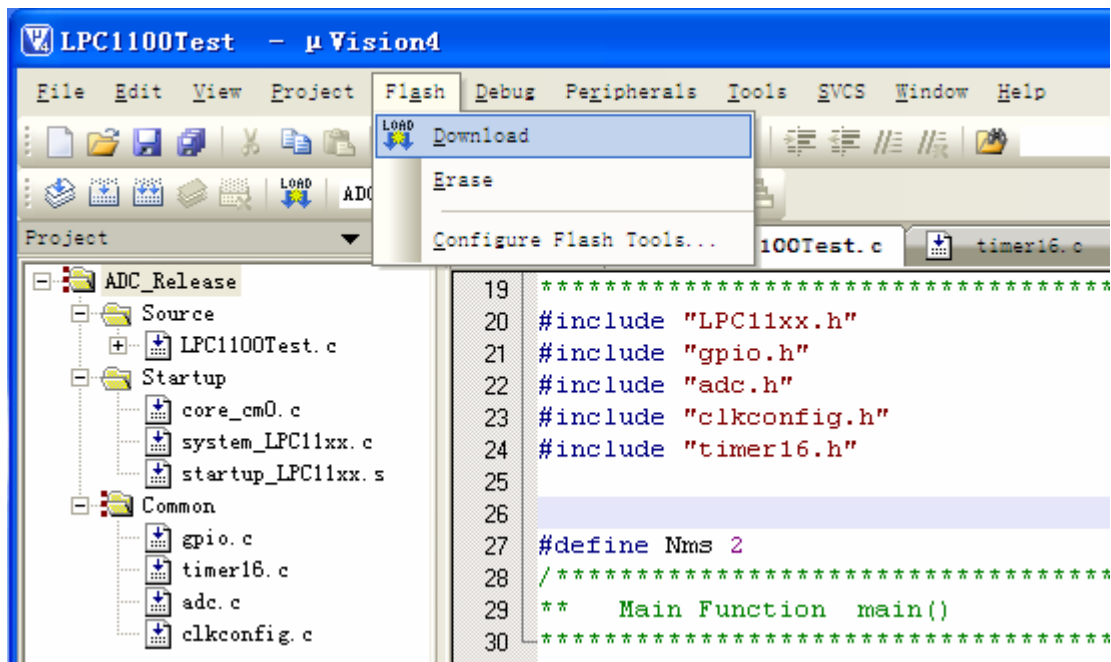 LPC1100Test - µVision4
File Edit View Project Flash Debug Peripherals Tools SVCS Window Help
LOAD Download
Erase
LOAD
Configure Flash Tools...
Project
100Test.c timer16.c
ADC_Release
Source
LPC1100Test.c
Startup
core_cm0.c
system_LPC11xx.c
startup_LPC11xx.s
Common
gpio.c
timer16.c
adc.c
clkconfig.c
19 ************************************
20 #include "LPC11xx.h"
21 #include "gpio.h"
22 #include "adc.h"
23 #include "clkconfig.h"
24 #include "timer16.h"
25
26
27 #define Nms 2
28 /***********************************
29 ** Main Function main()
30 ************************************